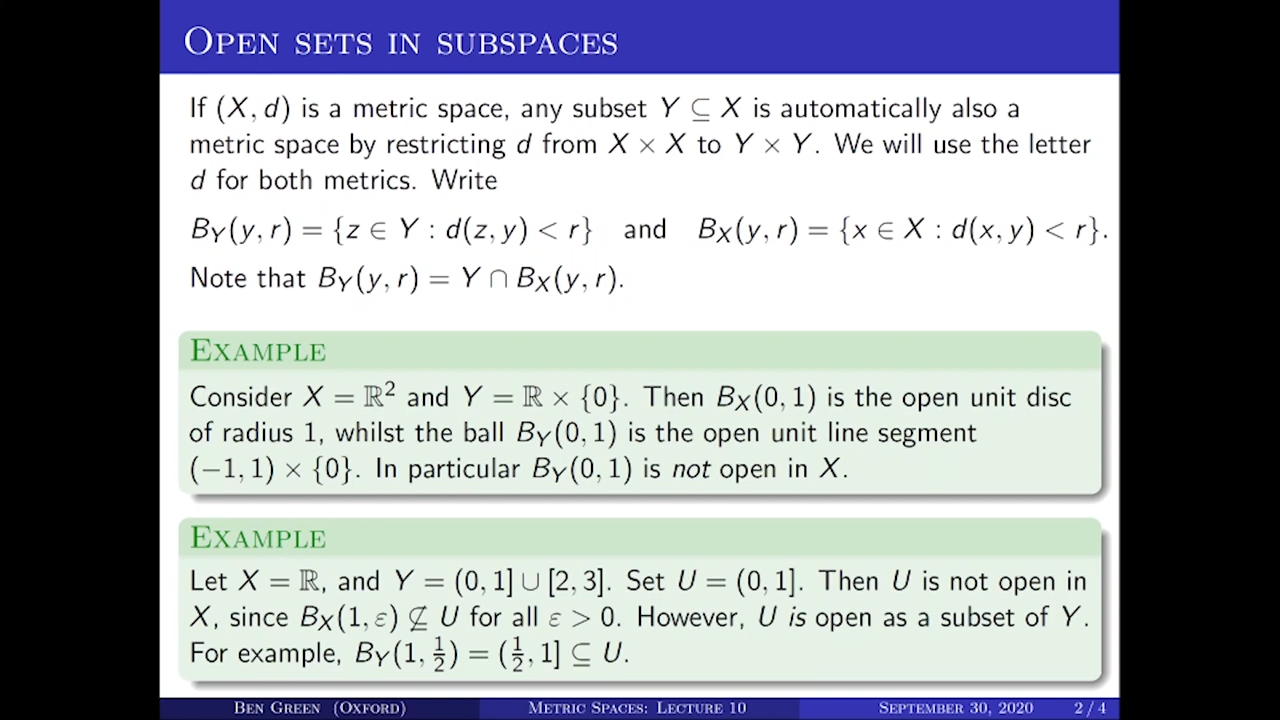 OPEN SETS IN SUBSPACES
If (X, d) is a metric space, any subset Y ⊆ X is automatically also a
metric space by restricting d from X × X to Y × Y. We will use the letter
d for both metrics. Write
B_Y(y, r) = {z ∈ Y : d(z, y) < r} and B_X(y, r) = {x ∈ X : d(x, y) < r}.
Note that B_Y(y, r) = Y ∩ B_X(y, r).
EXAMPLE
Consider X = ℝ² and Y = ℝ × {0}. Then B_X(0, 1) is the open unit disc
of radius 1, whilst the ball B_Y(0, 1) is the open unit line segment
(−1, 1) × {0}. In particular B_Y(0, 1) is not open in X.
EXAMPLE
Let X = ℝ, and Y = (0, 1] ∪ [2, 3]. Set U = (0, 1]. Then U is not open in
X, since B_X(1, ε) ⊈ U for all ε > 0. However, U is open as a subset of Y.
For example, B_Y(1, 1/2) = (1/2, 1] ⊆ U.
BEN GREEN (OXFORD) METRIC SPACES: LECTURE 10 SEPTEMBER 30, 2020 2 / 4